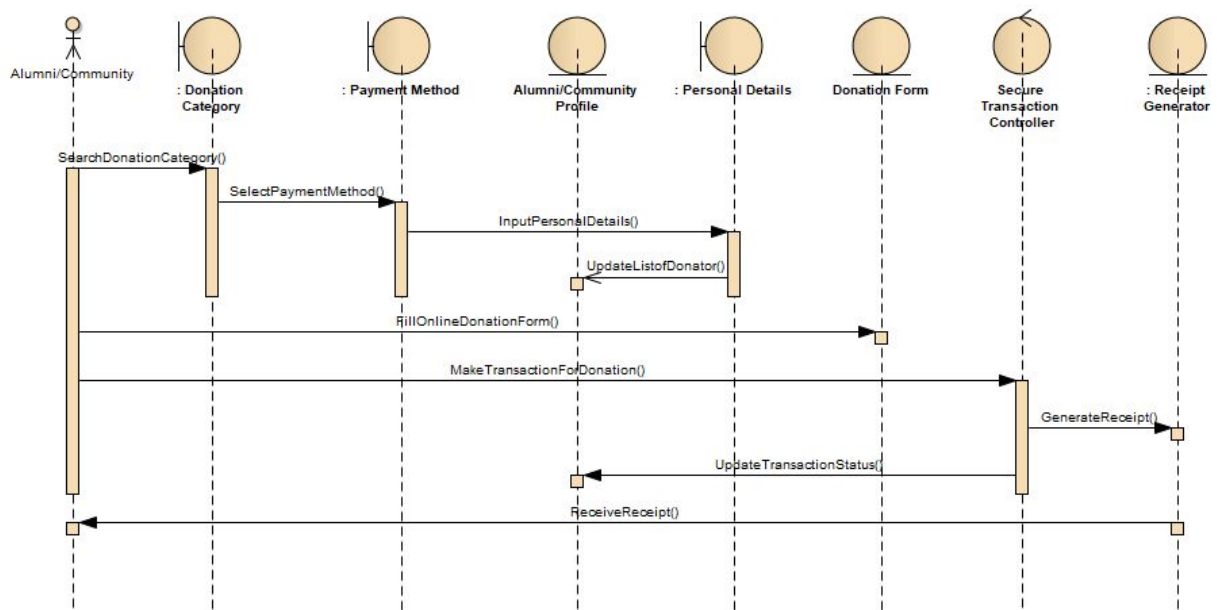 Alumni/Community
: Donation
Category
: Payment Method
Alumni/Community
Profile
: Personal Details
Donation Form
Secure
Transaction
Controller
: Receipt
Generator
SearchDonationCategory()
SelectPaymentMethod()
InputPersonalDetails()
UpdateListofDonator()
FillOnlineDonationForm()
MakeTransactionForDonation()
GenerateReceipt()
UpdateTransactionStatus()
ReceiveReceipt()